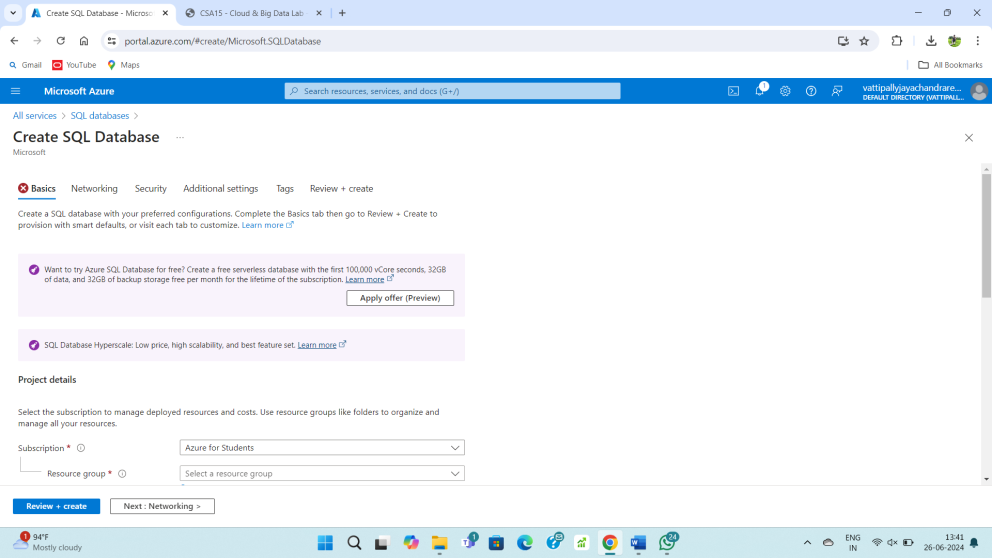 Create SQL Database - Microso
CSA15 - Cloud & Big Data Lab
portal.azure.com/#create/Microsoft.SQLDatabase
Gmail
YouTube
Maps
All Bookmarks
Microsoft Azure
Search resources, services, and docs (G+/)
1
vattipallyjayachandrare...
DEFAULT DIRECTORY (VATTIPALL...
All services > SQL databases >
Create SQL Database ...
Microsoft
Basics
Networking
Security
Additional settings
Tags
Review + create
Create a SQL database with your preferred configurations. Complete the Basics tab then go to Review + Create to
provision with smart defaults, or visit each tab to customize. Learn more
Want to try Azure SQL Database for free? Create a free serverless database with the first 100,000 vCore seconds, 32GB
of data, and 32GB of backup storage free per month for the lifetime of the subscription. Learn more
Apply offer (Preview)
SQL Database Hyperscale: Low price, high scalability, and best feature set. Learn more
Project details
Select the subscription to manage deployed resources and costs. Use resource groups like folders to organize and
manage all your resources.
Subscription *
Azure for Students
Resource group *
Select a resource group
Review + create
Next : Networking >
1
94°F
Mostly cloudy
1
24
ENG
IN
13:41
26-06-2024